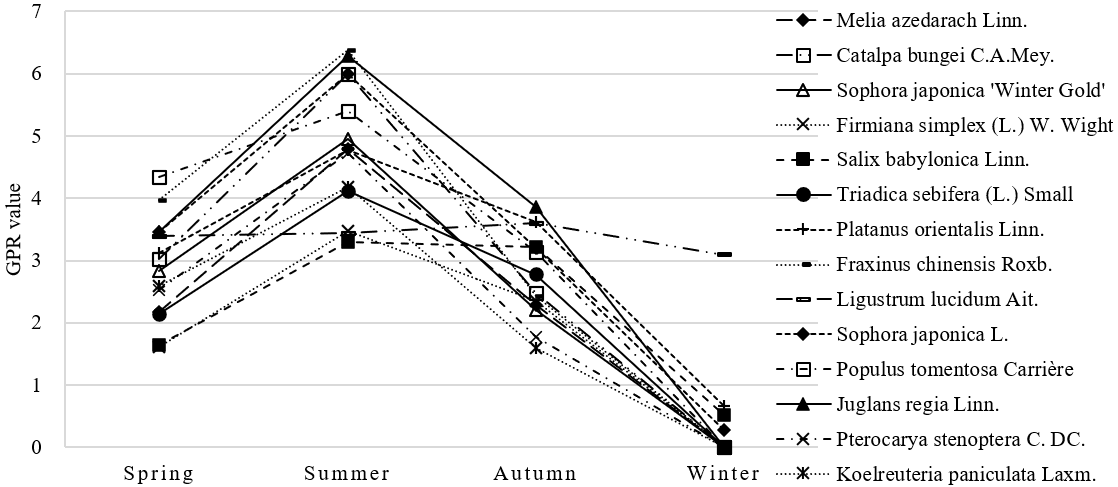 7
6
5
4
3
2
1
0
GPR value
Spring
Summer
Autumn
Winter
Melia azedarach Linn.
Catalpa bungei C.A.Mey.
Sophora japonica 'Winter Gold'
Firmiana simplex (L.) W. Wight
Salix babylonica Linn.
Triadica sebifera (L.) Small
Platanus orientalis Linn.
Fraxinus chinensis Roxb.
Ligustrum lucidum Ait.
Sophora japonica L.
Populus tomentosa Carrière
Juglans regia Linn.
Pterocarya stenoptera C. DC.
Koelreuteria paniculata Laxm.